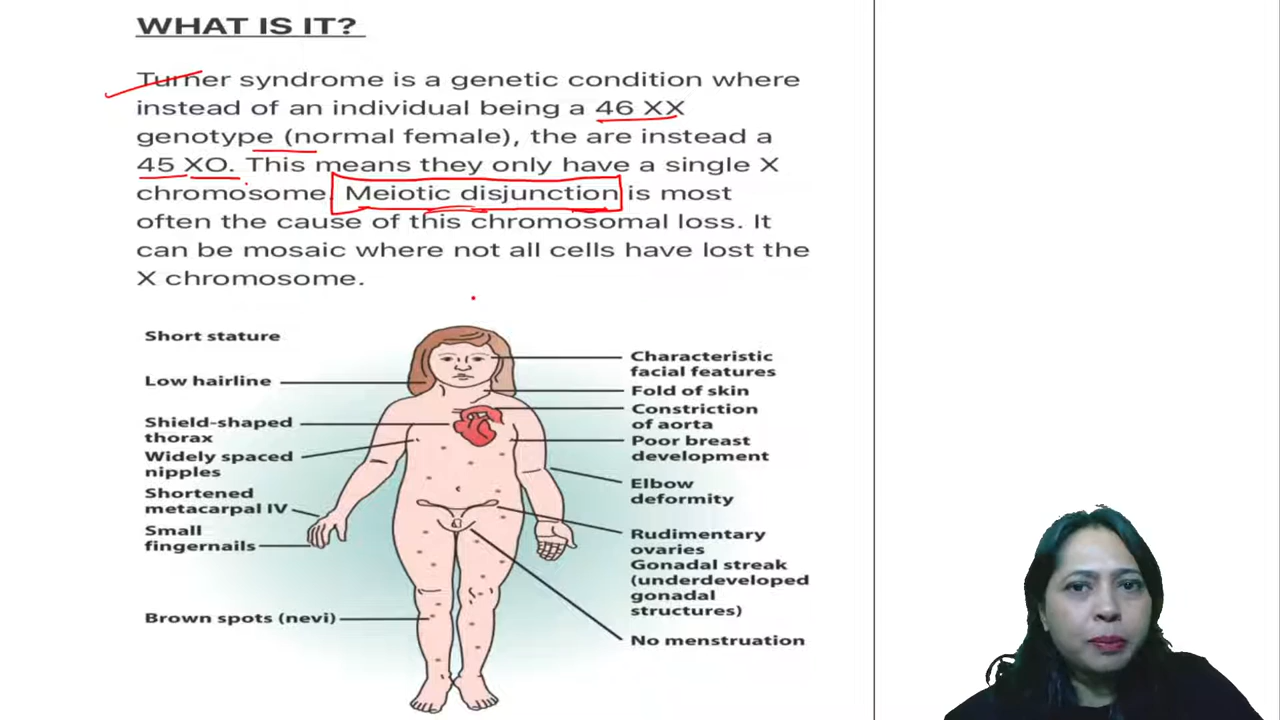 WHAT IS IT?
Turner syndrome is a genetic condition where
instead of an individual being a 46 XX
genotype (normal female), the are instead a
45 XO. This means they only have a single X
chromosome. Meiotic disjunction is most
often the cause of this chromosomal loss. It
can be mosaic where not all cells have lost the
X chromosome.
Short stature
Low hairline
Shield-shaped
thorax
Widely spaced
nipples
Shortened
metacarpal IV
Small
fingernails
Brown spots (nevi)
Characteristic
facial features
Fold of skin
Constriction
of aorta
Poor breast
development
Elbow
deformity
Rudimentary
ovaries
Gonadal streak
(underdeveloped
gonadal
structures)
No menstruation